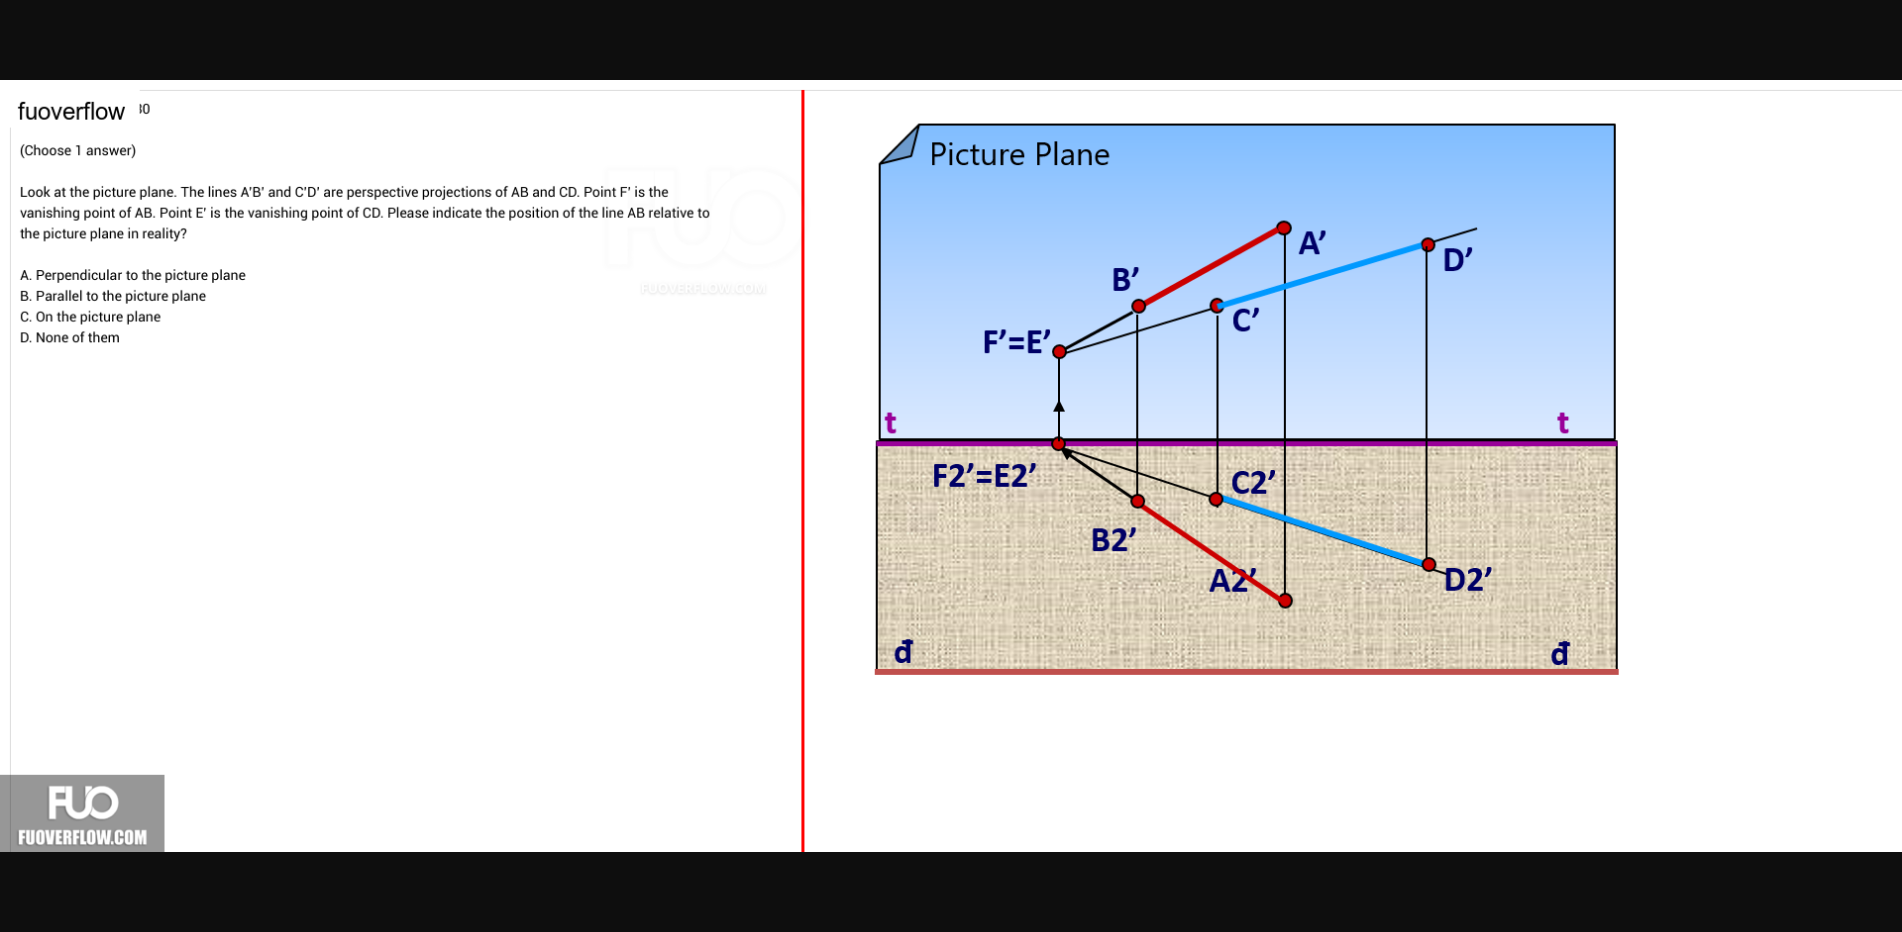 fuoverflow 30
(Choose 1 answer)
Look at the picture plane. The lines A'B' and C'D' are perspective projections of AB and CD. Point F' is the
vanishing point of AB. Point E' is the vanishing point of CD. Please indicate the position of the line AB relative to
the picture plane in reality?
A. Perpendicular to the picture plane
B. Parallel to the picture plane
C. On the picture plane
D. None of them
FUO
FUOVERFLOW.COM
Picture Plane
A’
D’
B’
C’
F’=E’
t
t
F2’=E2’
C2’
B2’
A2’
D2’
đ
đ
FUO
FUOVERFLOW.COM